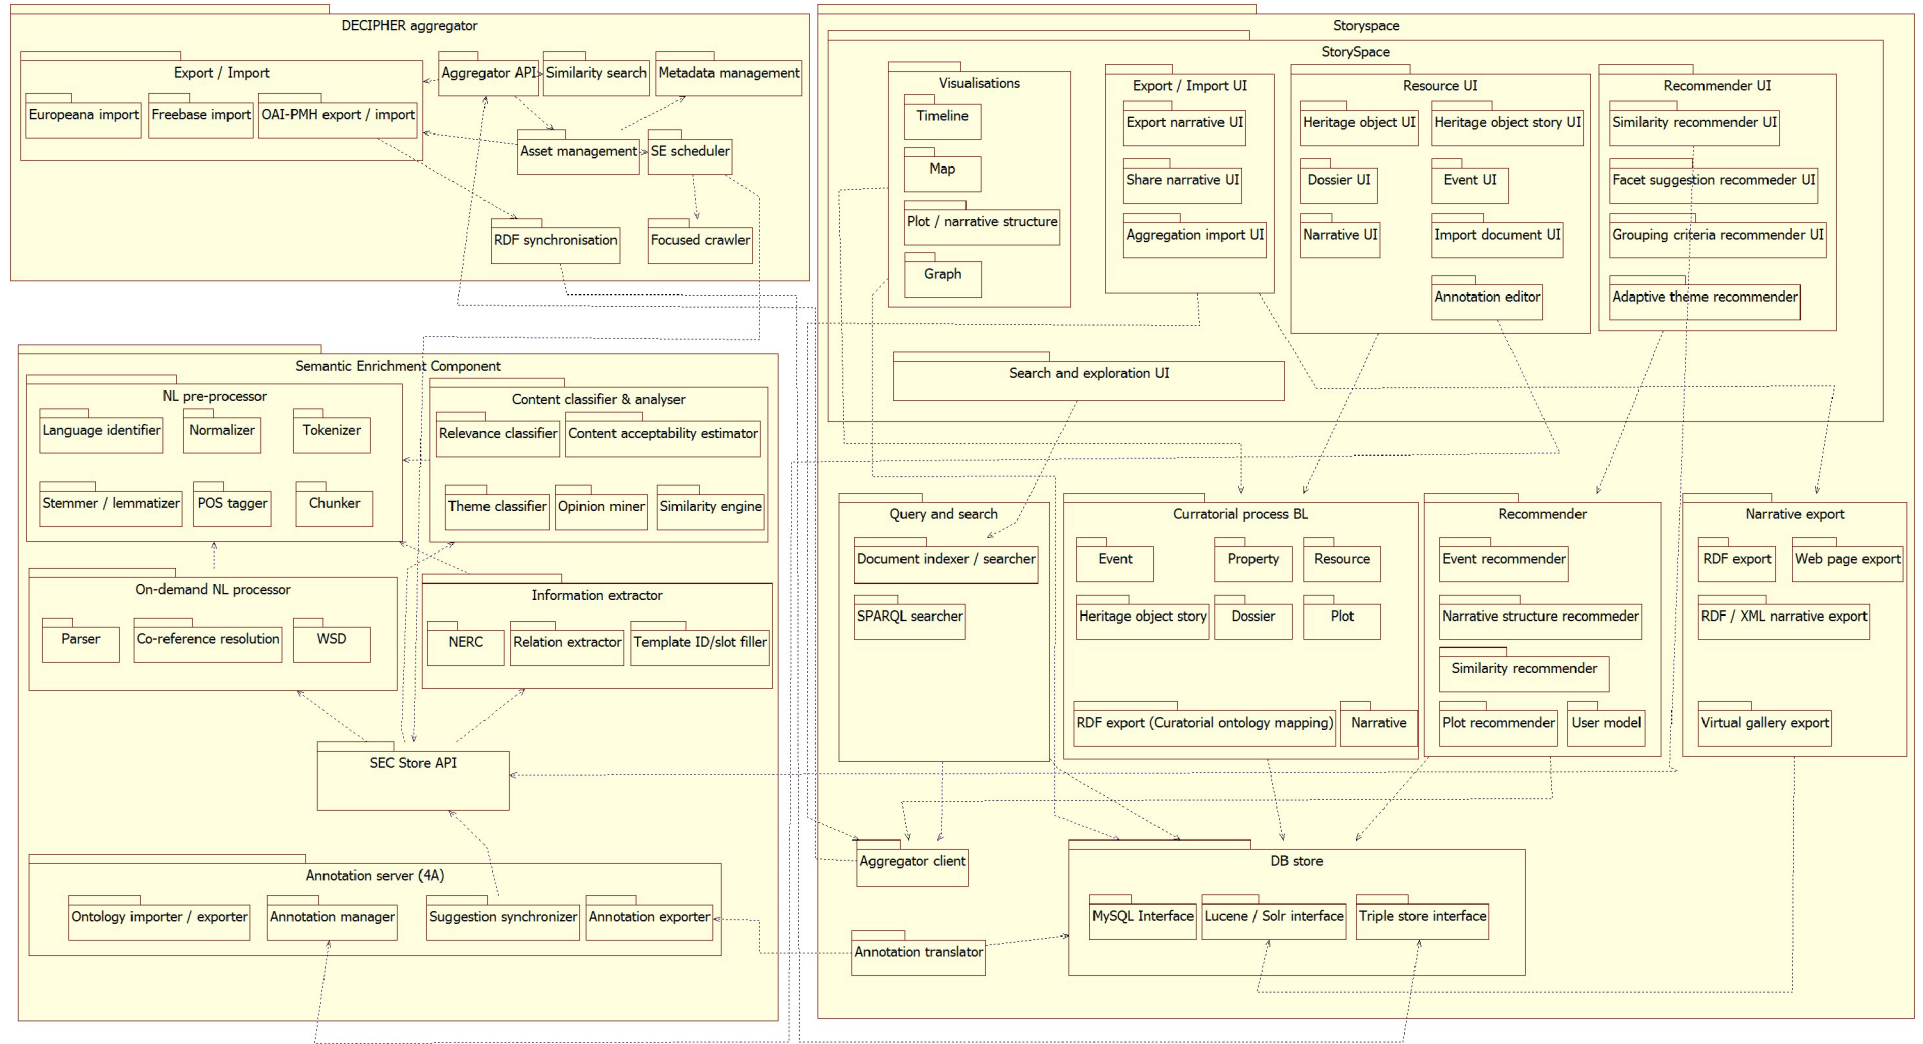 DECIPHER aggregator
Export / Import
Europeana import
Freebase import
OAI-PMH export / import
Aggregator API
Similarity search
Metadata management
Asset management
SE scheduler
RDF synchronisation
Focused crawler
Storyspace
StorySpace
Visualisations
Timeline
Map
Plot / narrative structure
Graph
Export / Import UI
Export narrative UI
Share narrative UI
Aggregation import UI
Resource UI
Heritage object UI
Heritage object story UI
Dossier UI
Event UI
Narrative UI
Import document UI
Annotation editor
Recommender UI
Similarity recommender UI
Facet suggestion recommeder UI
Grouping criteria recommender UI
Adaptive theme recommender
Search and exploration UI
Semantic Enrichment Component
NL pre-processor
Language identifier
Normalizer
Tokenizer
Stemmer / lemmatizer
POS tagger
Chunker
Content classifier & analyser
Relevance classifier
Content acceptability estimator
Theme classifier
Opinion miner
Similarity engine
On-demand NL processor
Parser
Co-reference resolution
WSD
Information extractor
NERC
Relation extractor
Template ID/slot filler
SEC Store API
Annotation server (4A)
Ontology importer / exporter
Annotation manager
Suggestion synchronizer
Annotation exporter
Query and search
Document indexer / searcher
SPARQL searcher
Curratorial process BL
Event
Property
Resource
Heritage object story
Dossier
Plot
RDF export (Curatorial ontology mapping)
Narrative
Recommender
Event recommender
Narrative structure recommeder
Similarity recommender
Plot recommender
User model
Narrative export
RDF export
Web page export
RDF / XML narrative export
Virtual gallery export
Aggregator client
Annotation translator
DB store
MySQL Interface
Lucene / Solr interface
Triple store interface